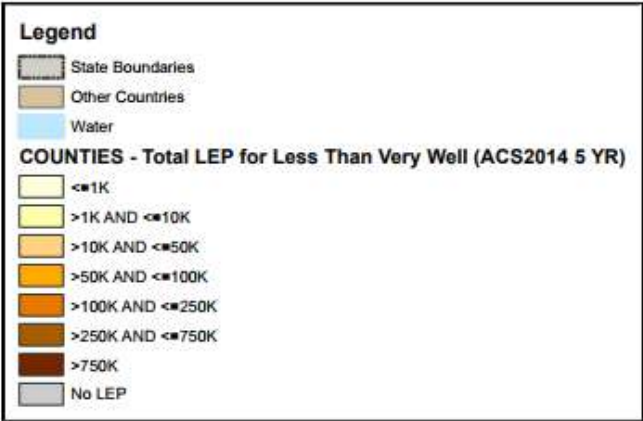 Legend
State Boundaries
Other Countries
Water
COUNTIES - Total LEP for Less Than Very Well (ACS2014 5 YR)
<=1K
>1K AND <=10K
>10K AND <=50K
>50K AND <=100K
>100K AND <=250K
>250K AND <=750K
>750K
No LEP